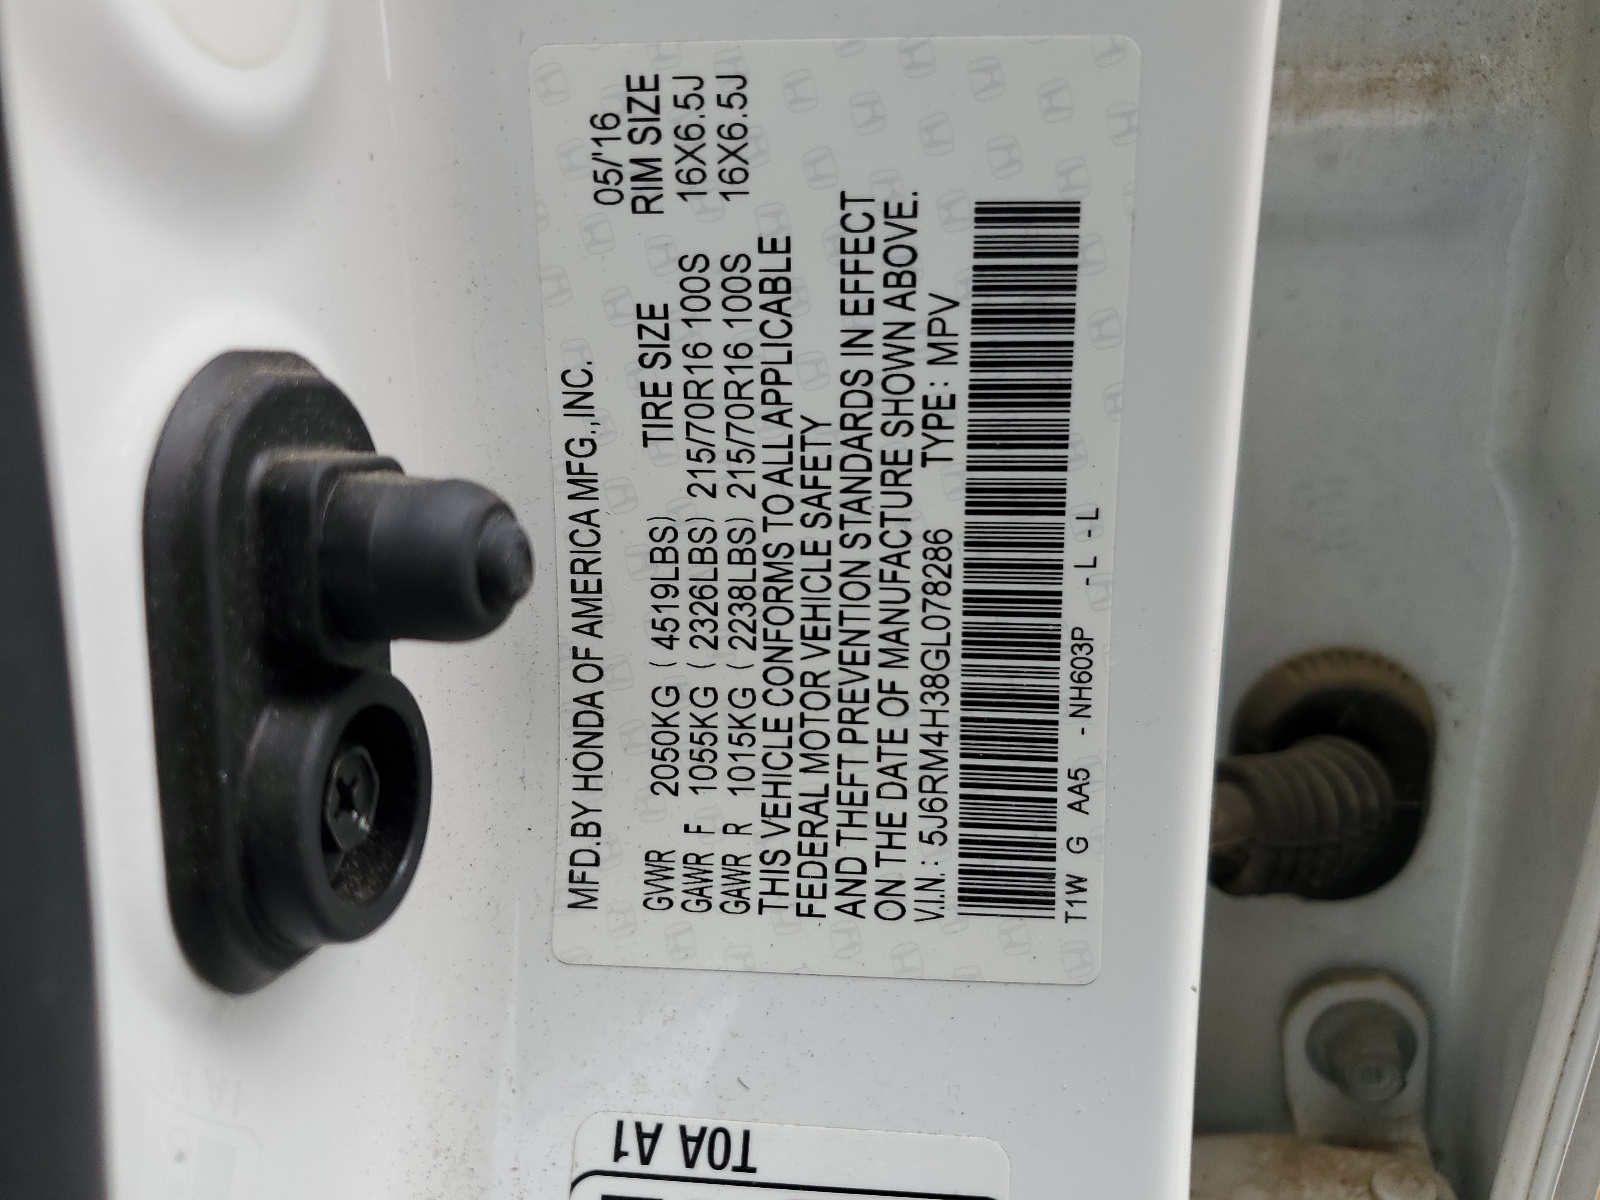 MFD.BY HONDA OF AMERICA MFG.,INC. 05/'16
GVWR 2050KG ( 4519LBS) TIRE SIZE RIM SIZE
GAWR F 1055KG ( 2326LBS) 215/70R16 100S 16X6.5J
GAWR R 1015KG ( 2238LBS) 215/70R16 100S 16X6.5J
THIS VEHICLE CONFORMS TO ALL APPLICABLE
FEDERAL MOTOR VEHICLE SAFETY
AND THEFT PREVENTION STANDARDS IN EFFECT
ON THE DATE OF MANUFACTURE SHOWN ABOVE.
V.I.N.: 5J6RM4H38GL078286 TYPE: MPV
T1W G AA5 -NH603P -L -L
T0A A1